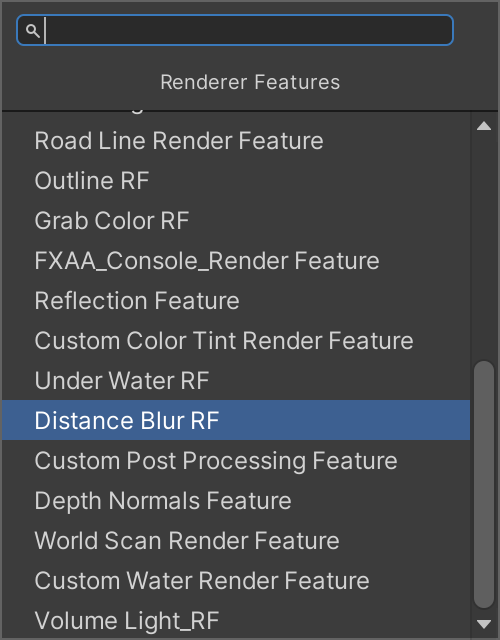 Renderer Features
Road Line Render Feature
Outline RF
Grab Color RF
FXAA_Console_Render Feature
Reflection Feature
Custom Color Tint Render Feature
Under Water RF
Distance Blur RF
Custom Post Processing Feature
Depth Normals Feature
World Scan Render Feature
Custom Water Render Feature
Volume Light_RF